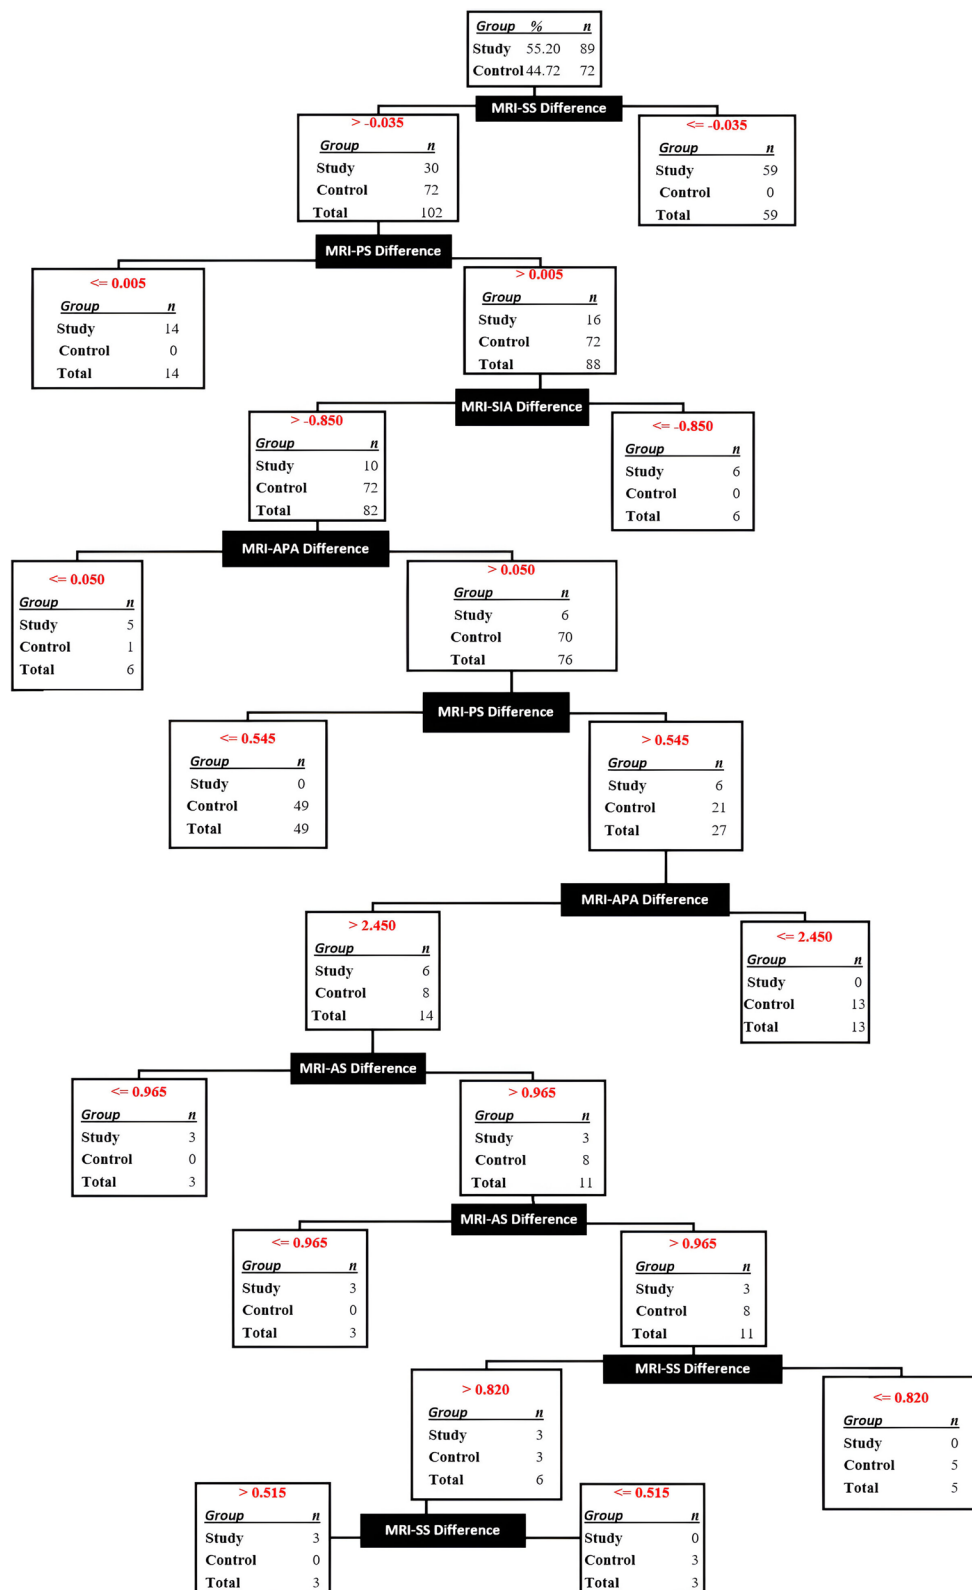 Group % n
Study 55.20 89
Control 44.72 72
MRI-SS Difference
> -0.035
Group n
Study 30
Control 72
Total 102
<= -0.035
Group n
Study 59
Control 0
Total 59
MRI-PS Difference
<= 0.005
Group n
Study 14
Control 0
Total 14
> 0.005
Group n
Study 16
Control 72
Total 88
MRI-SIA Difference
> -0.850
Group n
Study 10
Control 72
Total 82
<= -0.850
Group n
Study 6
Control 0
Total 6
MRI-APA Difference
<= 0.050
Group n
Study 5
Control 1
Total 6
> 0.050
Group n
Study 6
Control 70
Total 76
MRI-PS Difference
<= 0.545
Group n
Study 0
Control 49
Total 49
> 0.545
Group n
Study 6
Control 21
Total 27
MRI-APA Difference
> 2.450
Group n
Study 6
Control 8
Total 14
<= 2.450
Group n
Study 0
Control 13
Total 13
MRI-AS Difference
<= 0.965
Group n
Study 3
Control 0
Total 3
> 0.965
Group n
Study 3
Control 8
Total 11
MRI-AS Difference
<= 0.965
Group n
Study 3
Control 0
Total 3
> 0.965
Group n
Study 3
Control 8
Total 11
MRI-SS Difference
> 0.820
Group n
Study 3
Control 3
Total 6
<= 0.820
Group n
Study 0
Control 5
Total 5
MRI-SS Difference
> 0.515
Group n
Study 3
Control 0
Total 3
<= 0.515
Group n
Study 0
Control 3
Total 3